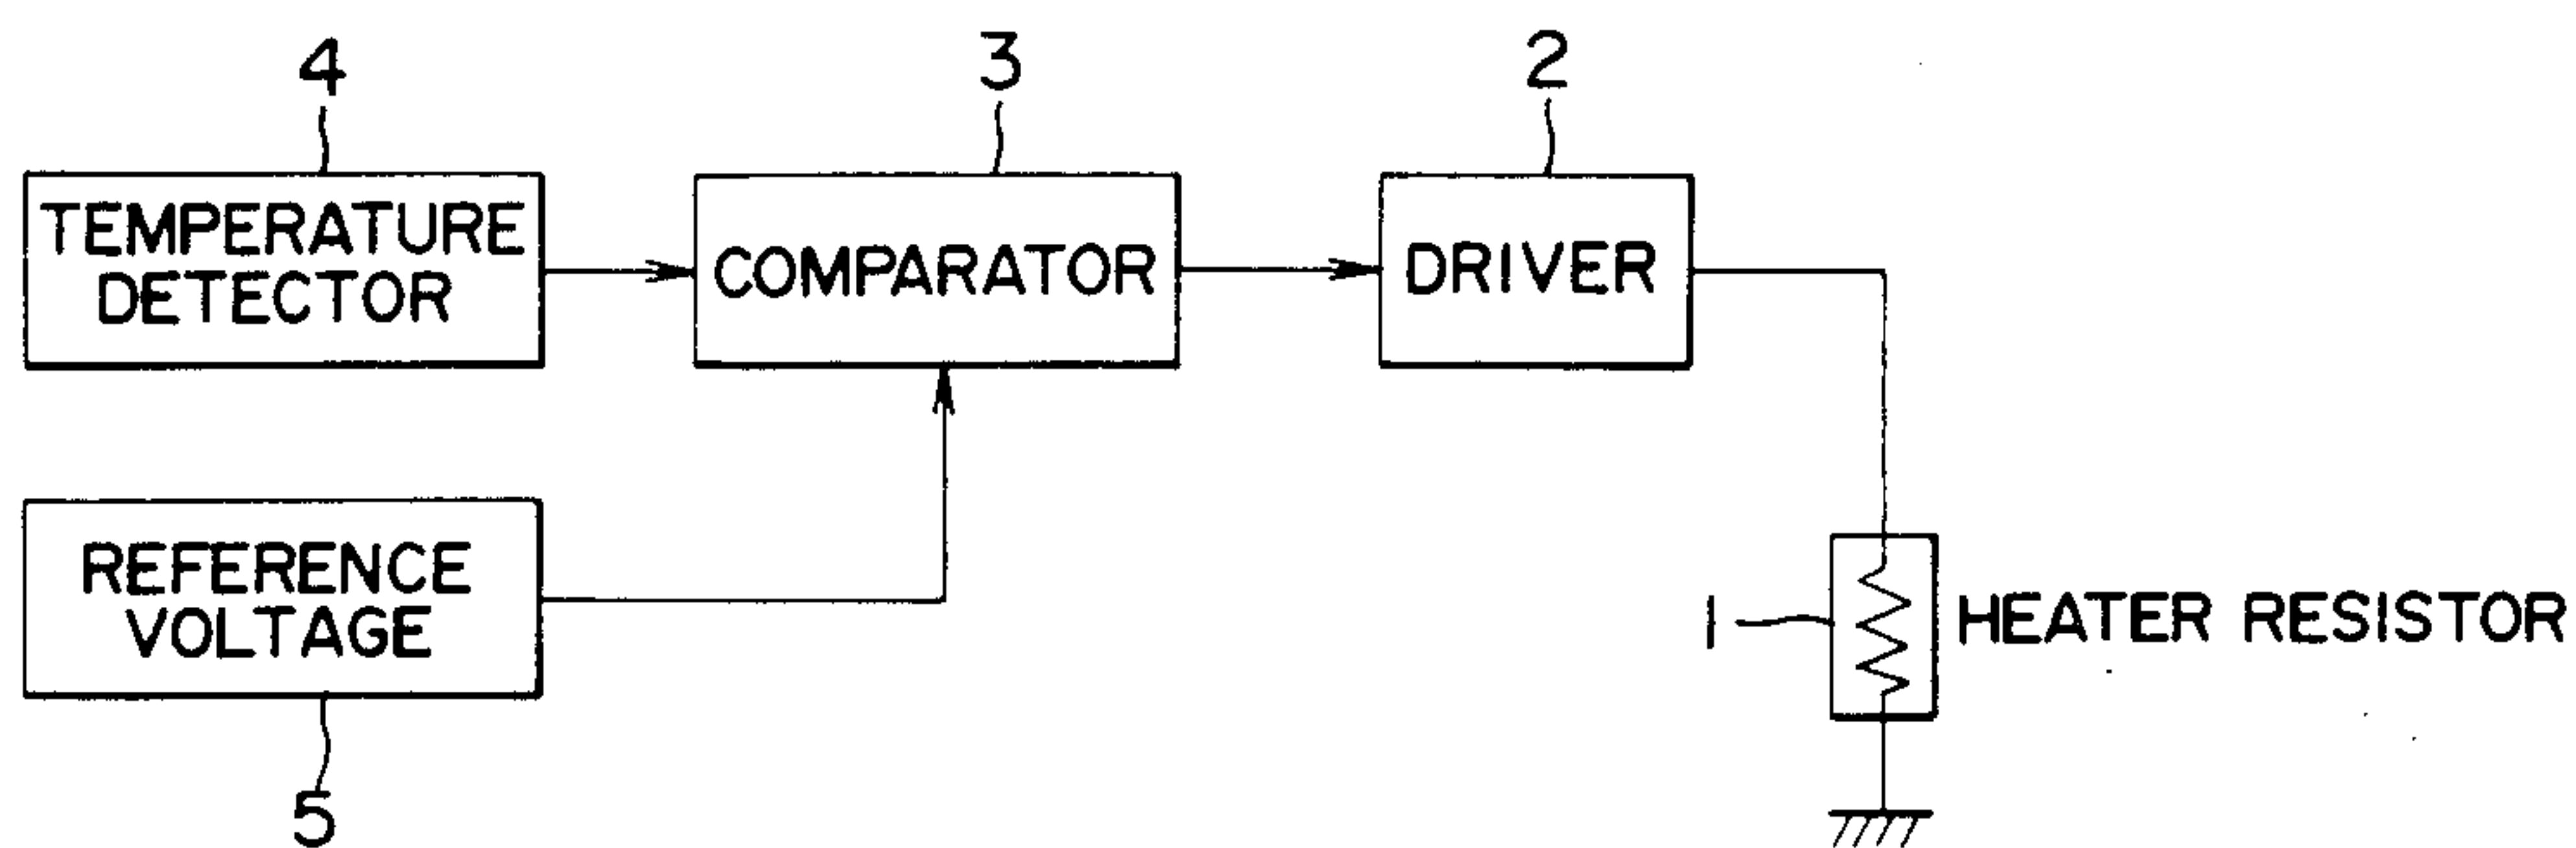 4
3
2
TEMPERATURE
DETECTOR
COMPARATOR
DRIVER
REFERENCE
VOLTAGE
1
HEATER RESISTOR
5